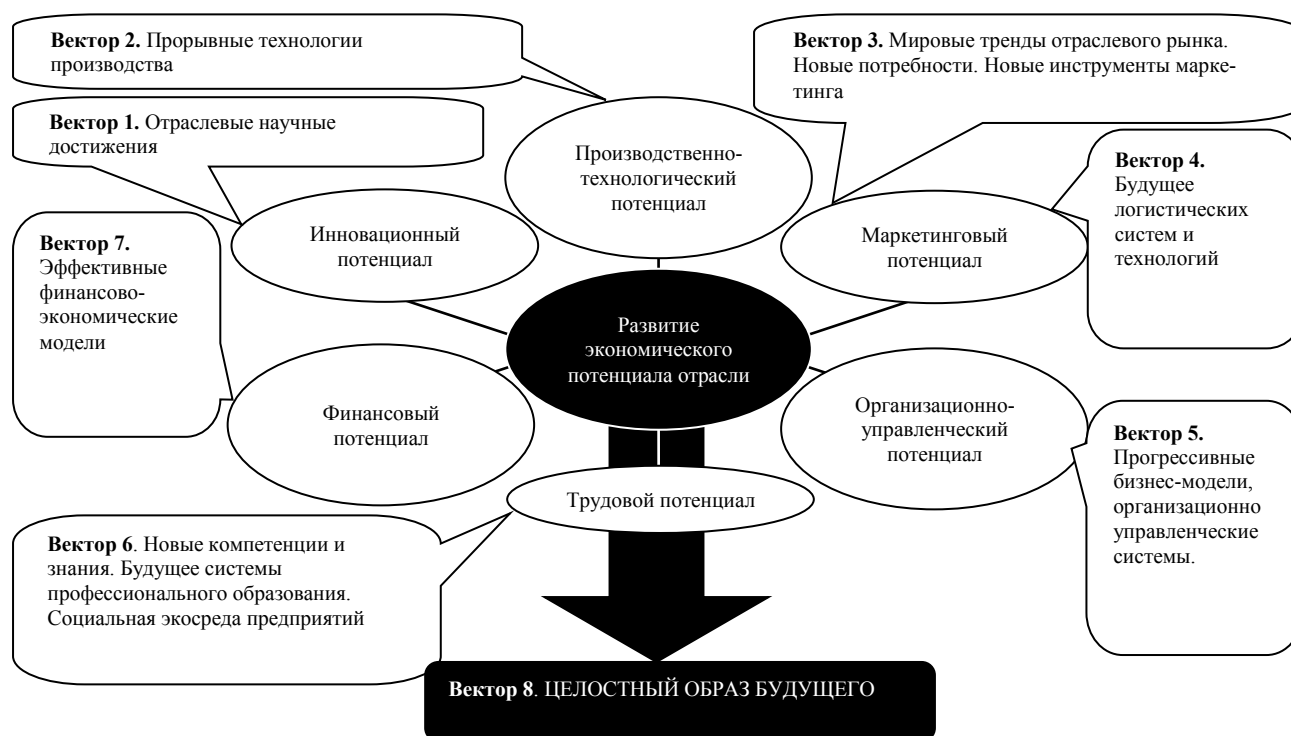 Вектор 2. Прорывные технологии
производства
Вектор 3. Мировые тренды отраслевого рынка.
Новые потребности. Новые инструменты марке-
тинга
Вектор 1. Отраслевые научные
достижения
Производственно-
технологический
потенциал
Вектор 4.
Будущее
логистических
систем и
технологий
Инновационный
потенциал
Маркетинговый
потенциал
Вектор 7.
Эффективные
финансово-
экономические
модели
Развитие
экономического
потенциала отрасли
Финансовый
потенциал
Организационно-
управленческий
потенциал
Вектор 5.
Прогрессивные
бизнес-модели,
организационно
управленческие
системы.
Трудовой потенциал
Вектор 6. Новые компетенции и
знания. Будущее системы
профессионального образования.
Социальная экосреда предприятий
Вектор 8. ЦЕЛОСТНЫЙ ОБРАЗ БУДУЩЕГО